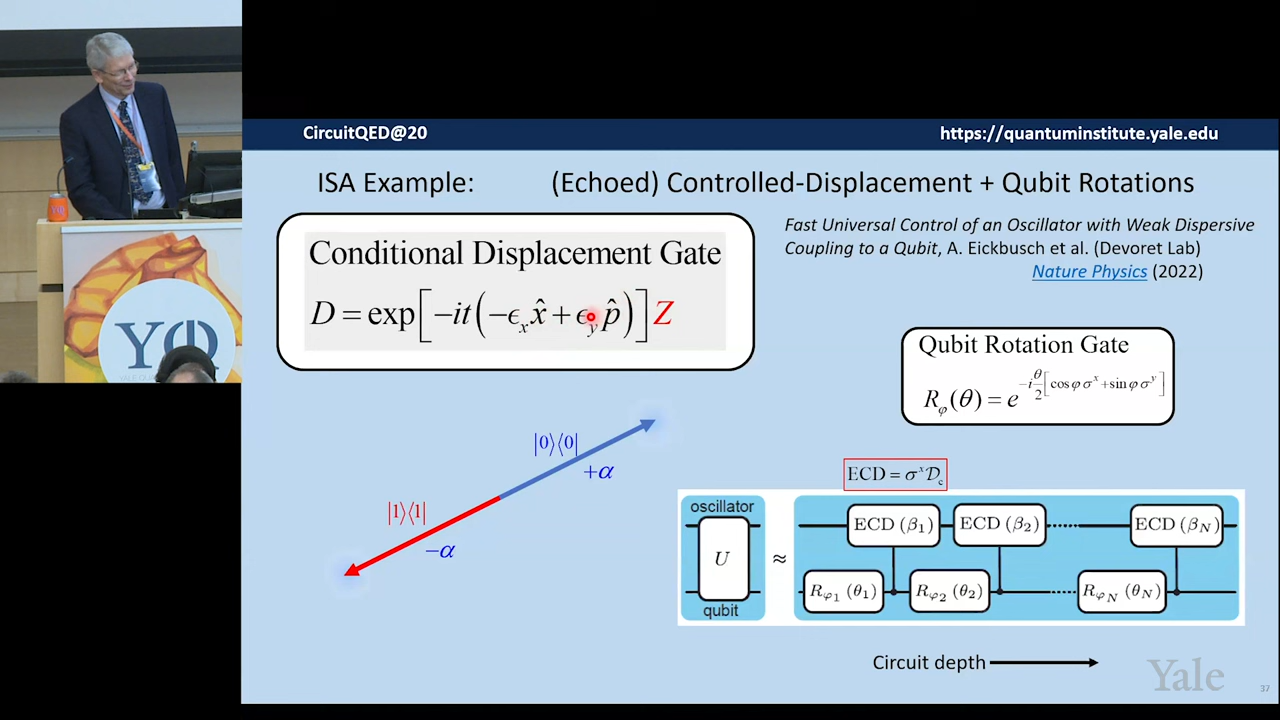 CircuitQED@20
https://quantuminstitute.yale.edu
ISA Example: (Echoed) Controlled-Displacement + Qubit Rotations
Conditional Displacement Gate
D = exp[−it(−ϵ_x x̂ + ϵ_y p̂)]Z
Fast Universal Control of an Oscillator with Weak Dispersive
Coupling to a Qubit, A. Eickbusch et al. (Devoret Lab)
Nature Physics (2022)
Qubit Rotation Gate
R_φ(θ) = e^{−i θ/2 [cos φ σ^x + sin φ σ^y]}
|0⟩⟨0|
+α
|1⟩⟨1|
−α
ECD = σ^x 𝒟_c
oscillator
U
qubit
≈
ECD (β₁)
ECD (β₂)
ECD (β_N)
R_φ₁ (θ₁)
R_φ₂ (θ₂)
R_φ_N (θ_N)
Circuit depth
Yale
37
YQ
YQI